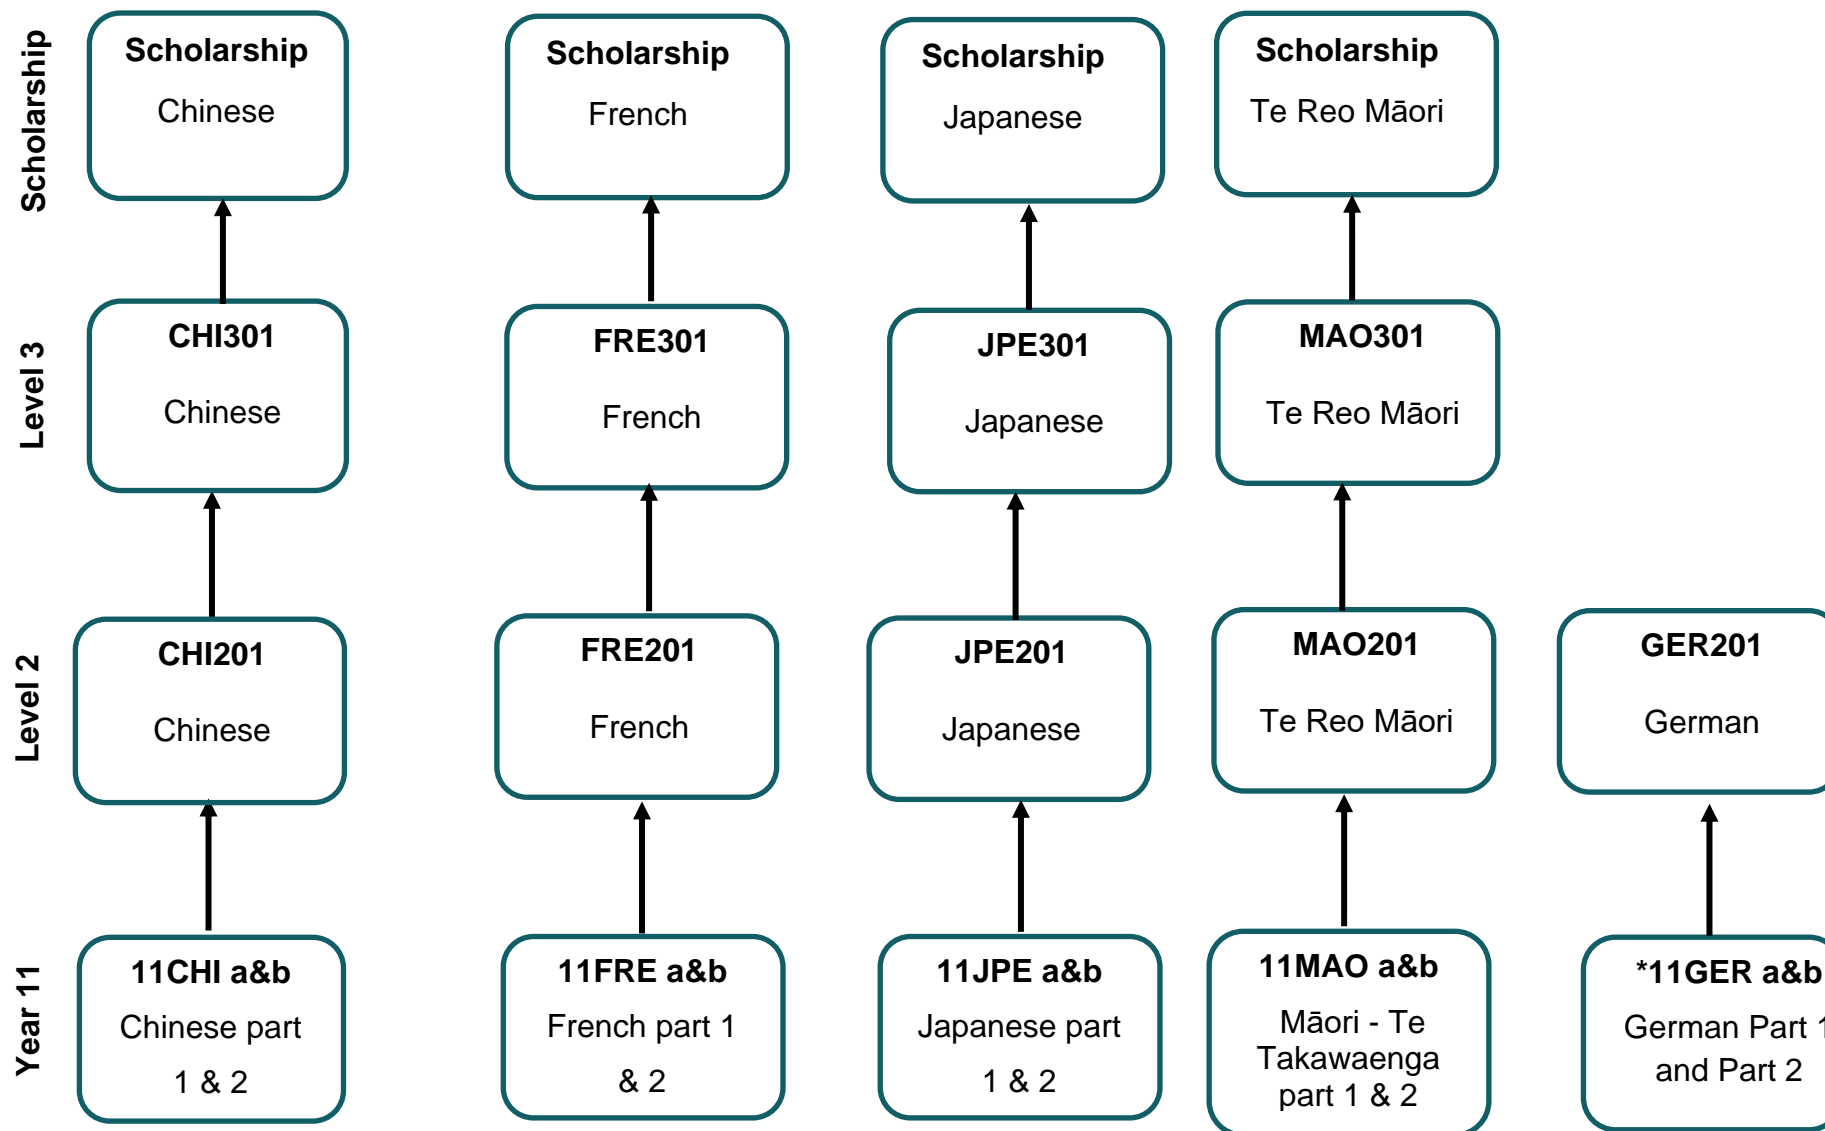 Scholarship
Scholarship
Chinese
Scholarship
French
Scholarship
Japanese
Scholarship
Te Reo Māori
Level 3
CHI301
Chinese
FRE301
French
JPE301
Japanese
MAO301
Te Reo Māori
Level 2
CHI201
Chinese
FRE201
French
JPE201
Japanese
MAO201
Te Reo Māori
GER201
German
Year 11
11CHI a&b
Chinese part
1 & 2
11FRE a&b
French part 1
& 2
11JPE a&b
Japanese part
1 & 2
11MAO a&b
Māori - Te
Takawaenga
part 1 & 2
*11GER a&b
German Part 1
and Part 2